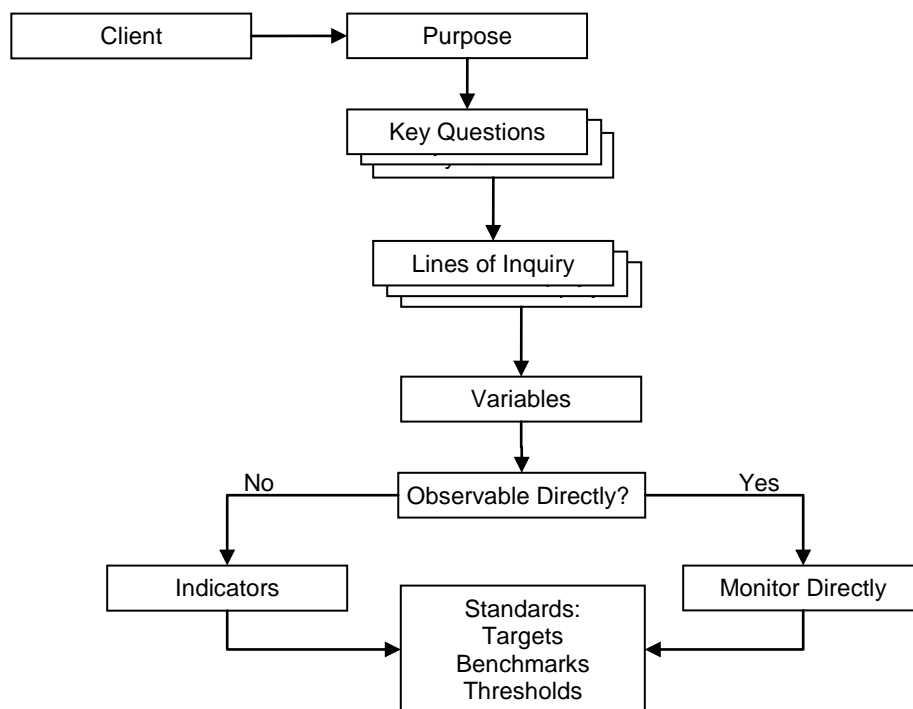 Client
Purpose
Key Questions
Lines of Inquiry
Variables
No
Observable Directly?
Yes
Indicators
Monitor Directly
Standards:
Targets
Benchmarks
Thresholds